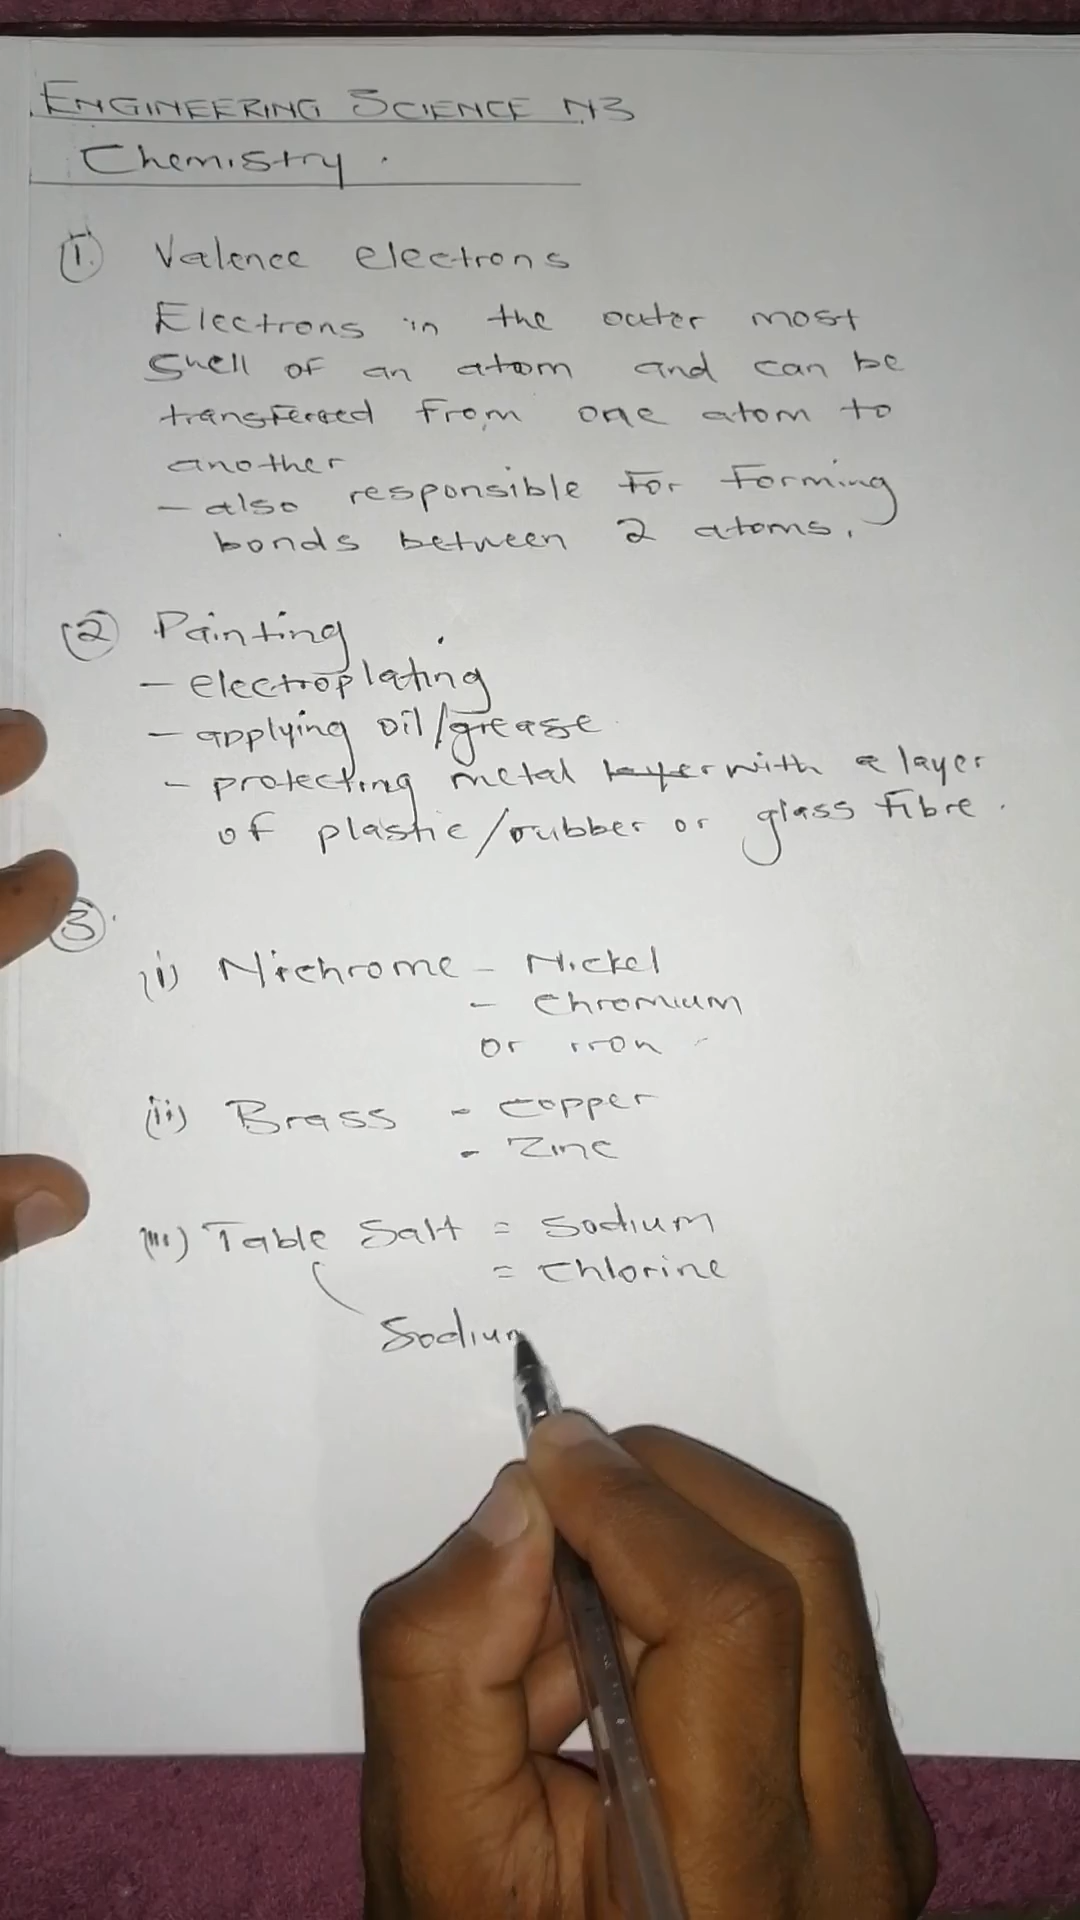 ENGINEERING SCIENCE N3
Chemistry.
1. Valence electrons
Electrons in the outer most
shell of an atom and can be
transferred from one atom to
another
- also responsible for forming
bonds between 2 atoms.
(2) Painting
- electroplating
- applying oil/grease
- protecting metal layer with a layer
of plastic/rubber or glass fibre.
3.
(i) Nichrome - Nickel
- Chromium
or iron
(ii) Brass - Copper
- Zinc
(iii) Table Salt = Sodium
= Chlorine
Sodium